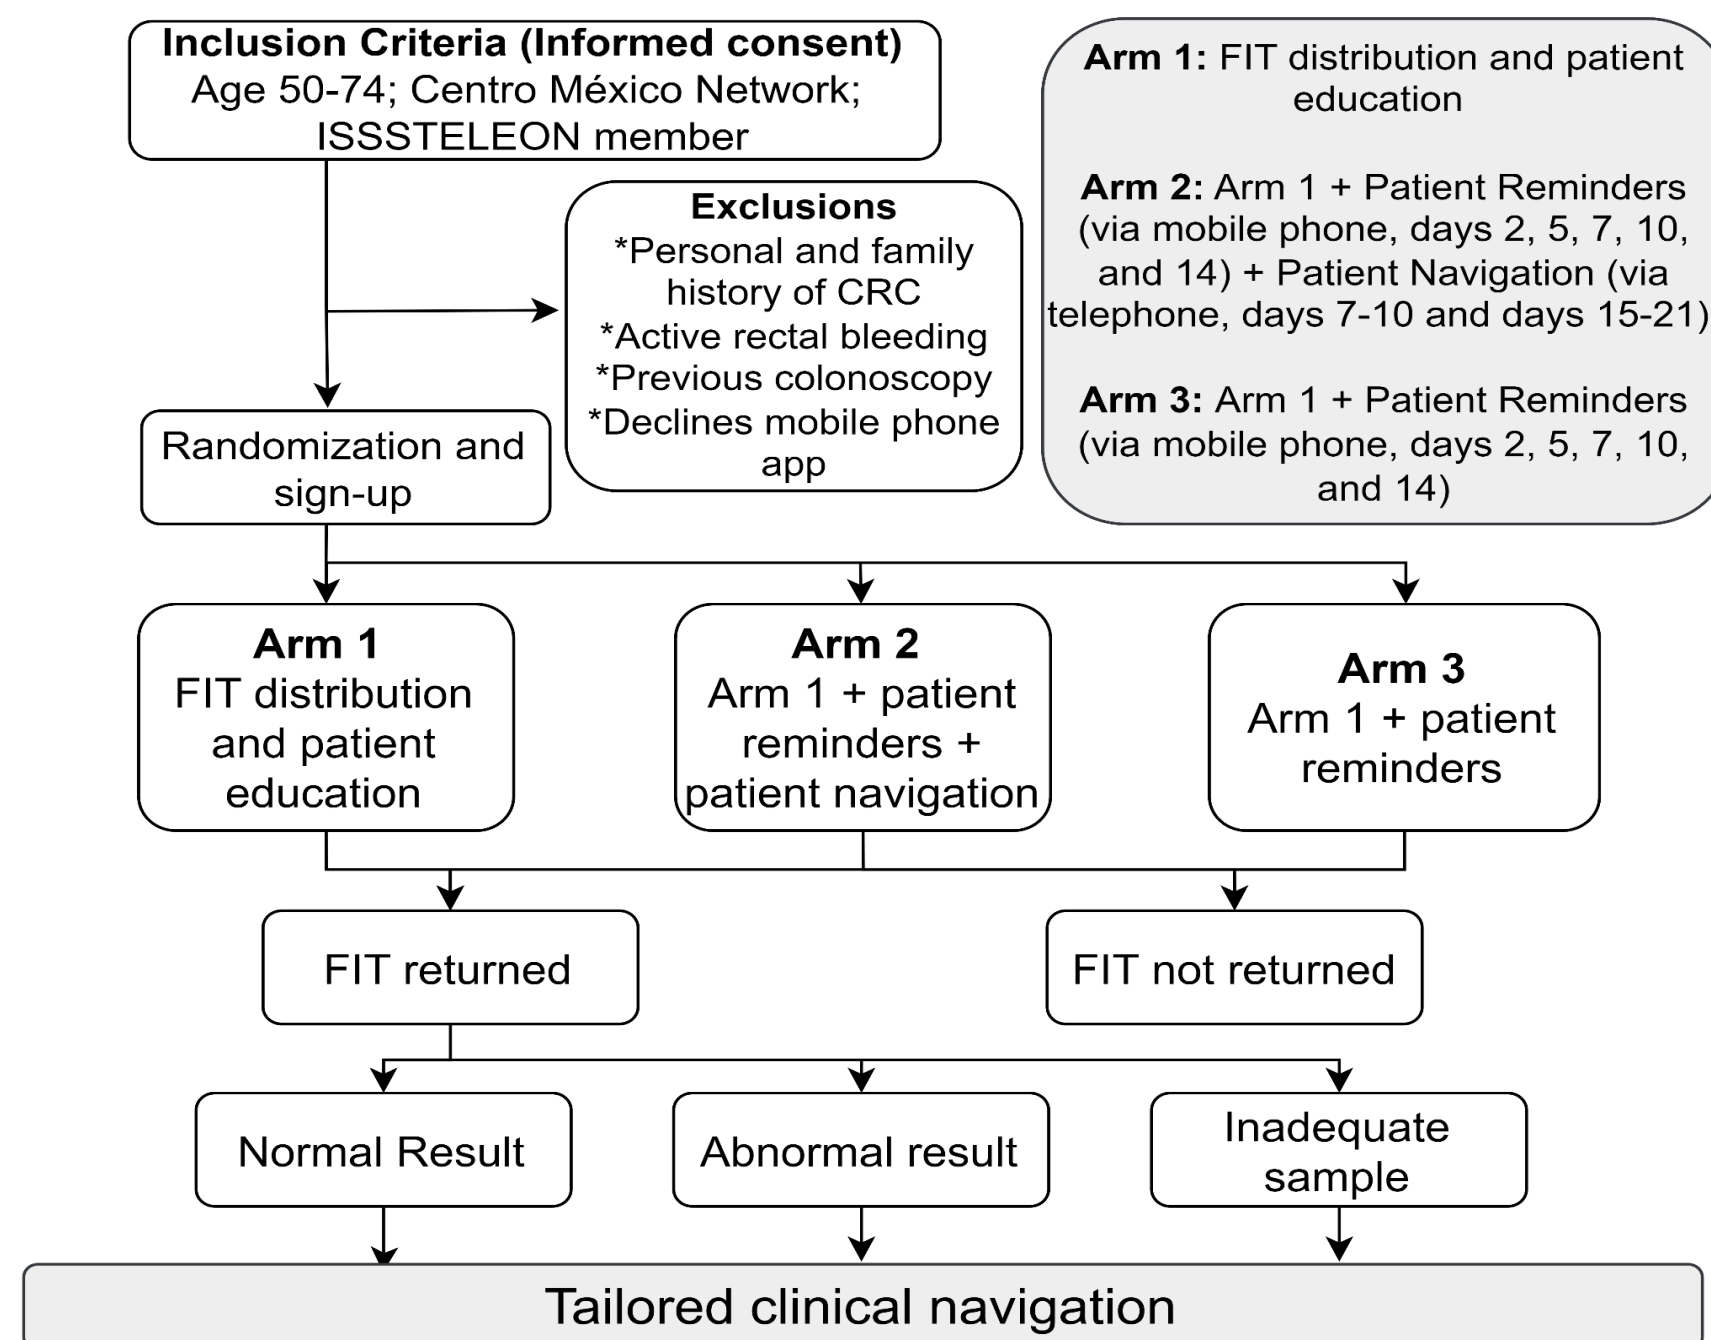 Inclusion Criteria (Informed consent)
Age 50-74; Centro México Network;
ISSSTELEON member
Exclusions
*Personal and family
history of CRC
*Active rectal bleeding
*Previous colonoscopy
*Declines mobile phone
app
Arm 1: FIT distribution and patient
education
Arm 2: Arm 1 + Patient Reminders
(via mobile phone, days 2, 5, 7, 10,
and 14) + Patient Navigation (via
telephone, days 7-10 and days 15-21)
Arm 3: Arm 1 + Patient Reminders
(via mobile phone, days 2, 5, 7, 10,
and 14)
Randomization and
sign-up
Arm 1
FIT distribution
and patient
education
Arm 2
Arm 1 + patient
reminders +
patient navigation
Arm 3
Arm 1 + patient
reminders
FIT returned
FIT not returned
Normal Result
Abnormal result
Inadequate
sample
Tailored clinical navigation